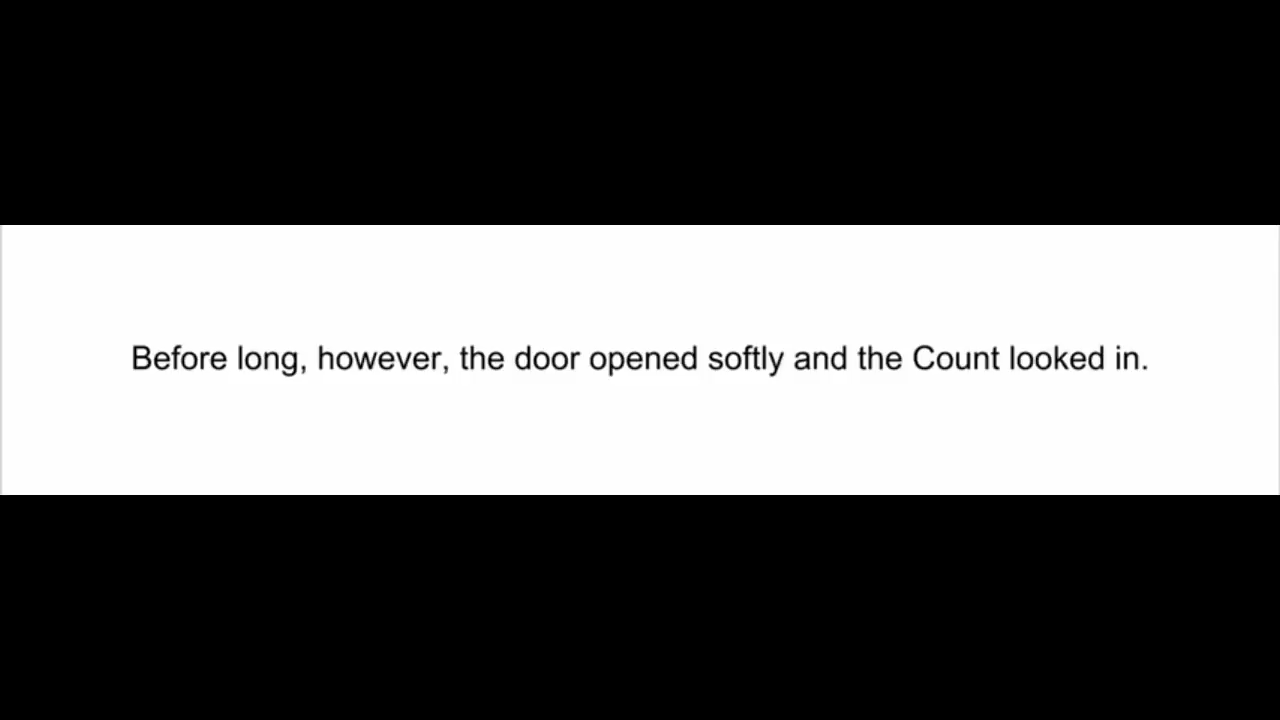 Before long, however, the door opened softly and the Count looked in.